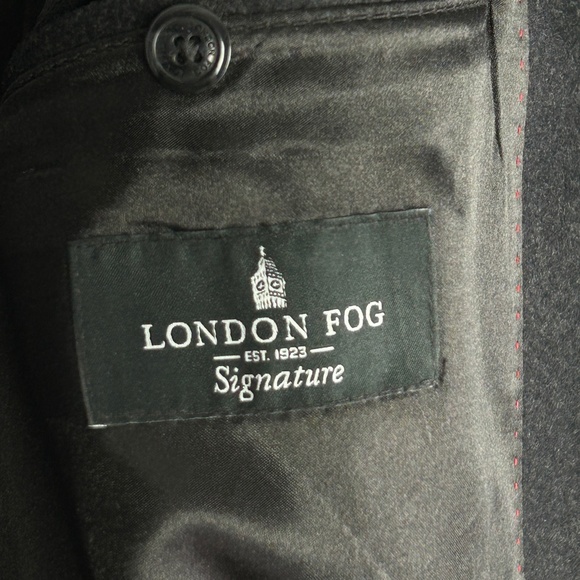 LONDON FOG
EST. 1923
Signature